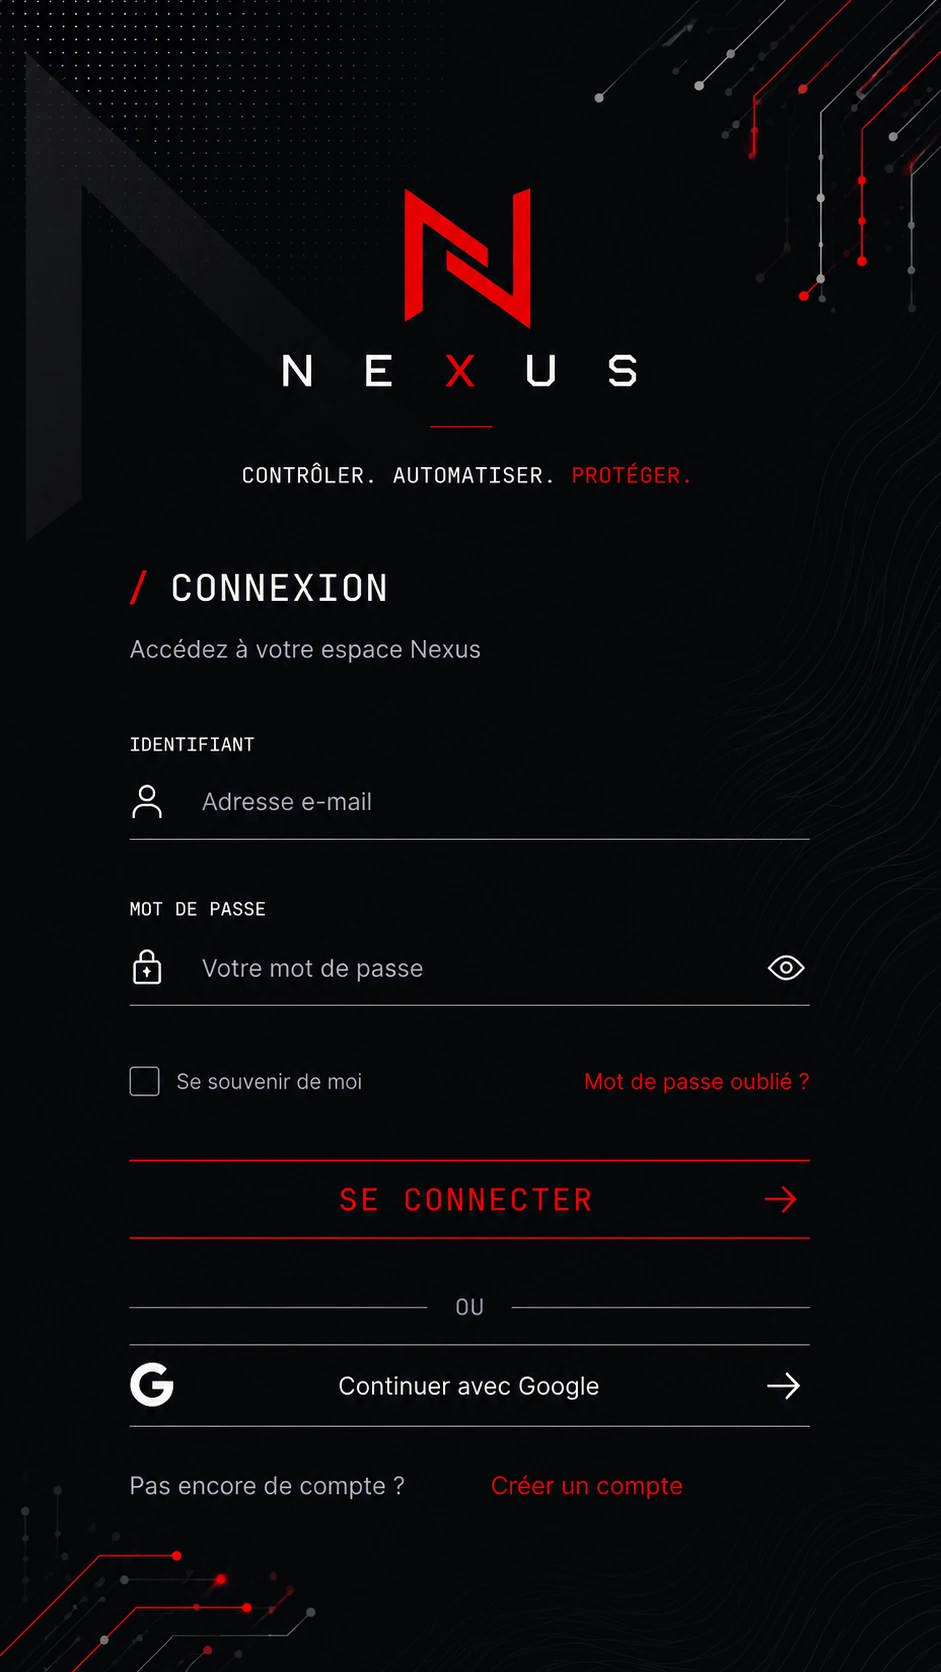 NEXUS
CONTRÔLER. AUTOMATISER. PROTÉGER.
/ CONNEXION
Accédez à votre espace Nexus
IDENTIFIANT
Adresse e-mail
MOT DE PASSE
Votre mot de passe
Se souvenir de moi
Mot de passe oublié ?
SE CONNECTER
OU
G
Continuer avec Google
Pas encore de compte ? Créer un compte